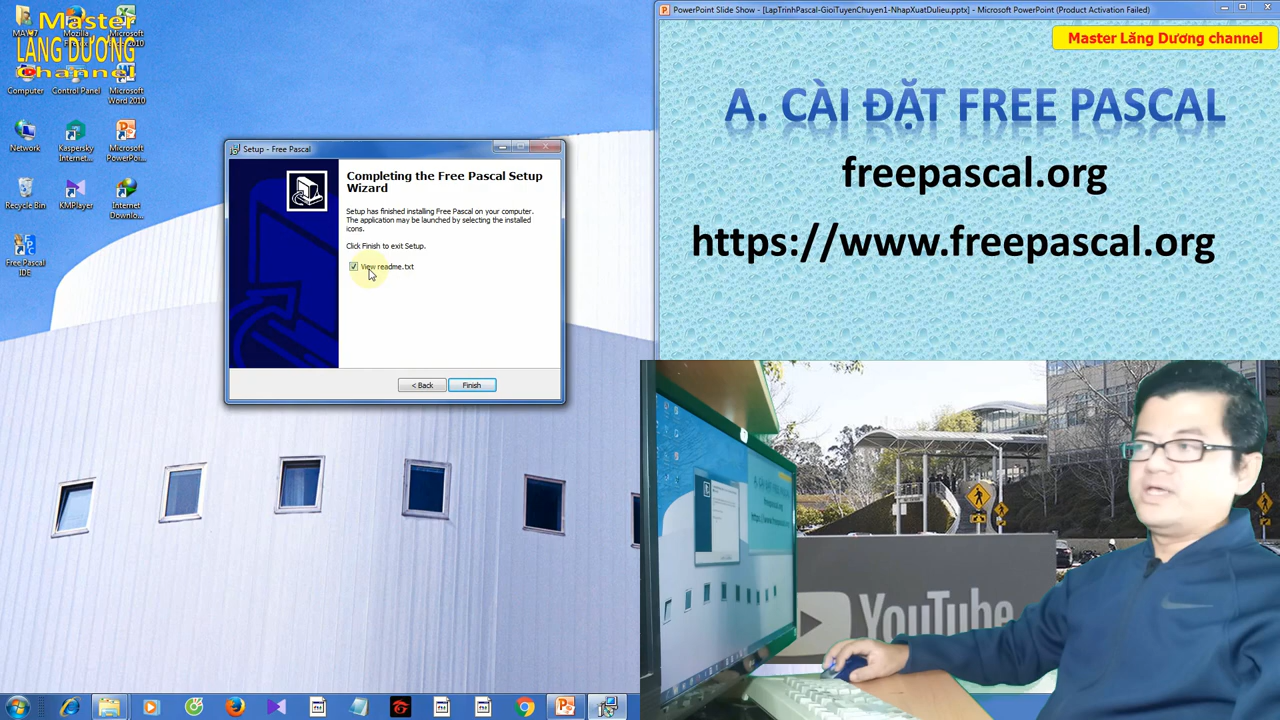 Master
LĂNG DƯƠNG
Channel
Computer
Control Panel
Microsoft
Word 2010
Network
Kaspersky
Internet...
Microsoft
PowerPoi...
Recycle Bin
KMPlayer
Internet
Downlo...
Free Pascal
IDE
Setup - Free Pascal
Completing the Free Pascal Setup
Wizard
Setup has finished installing Free Pascal on your computer.
The application may be launched by selecting the installed
icons.
Click Finish to exit Setup.
View readme.txt
< Back
Finish
PowerPoint Slide Show - [LapTrinhPascal-GioiTuyenChuyen1-NhapXuatDulieu.pptx] - Microsoft PowerPoint (Product Activation Failed)
Master Lăng Dương channel
A. CÀI ĐẶT FREE PASCAL
freepascal.org
https://www.freepascal.org
YouTube